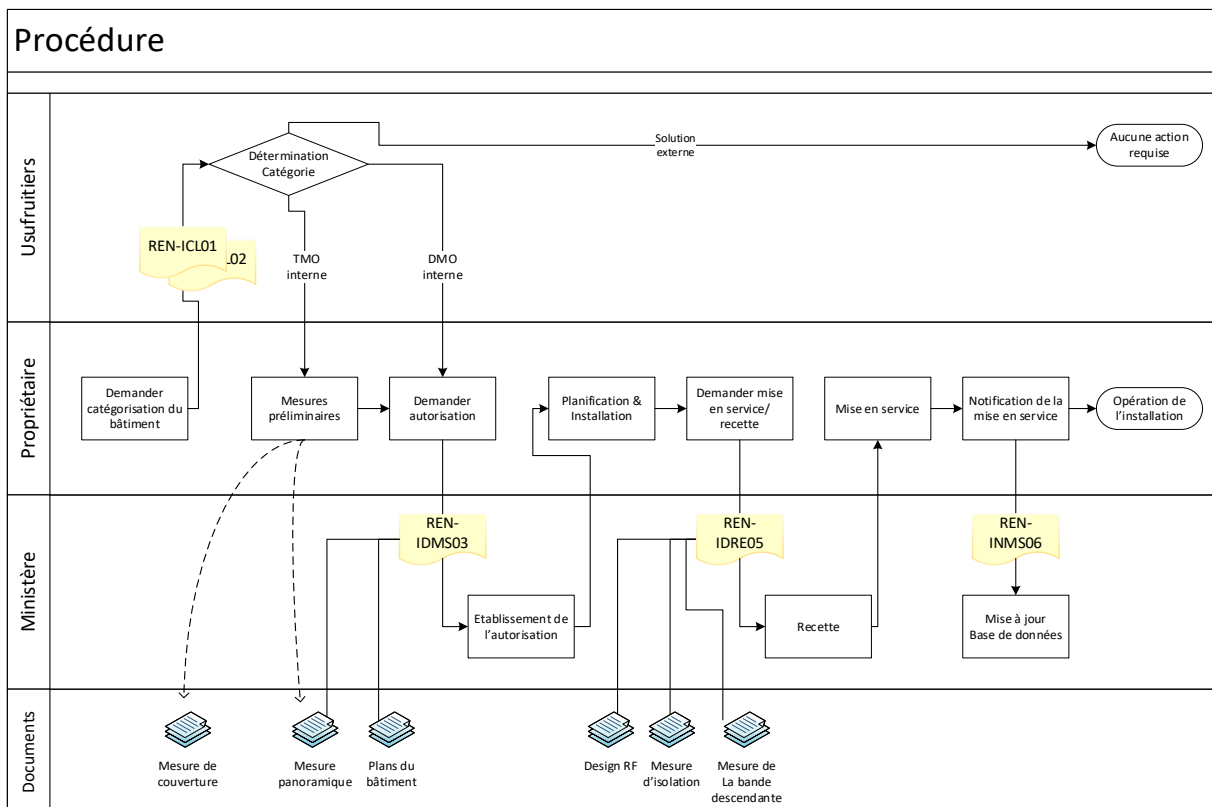 Procédure
Usufruitiers
Détermination
Catégorie
Solution
externe
Aucune action
requise
REN-ICL01
L02
TMO
interne
DMO
interne
Propriétaire
Demander
catégorisation du
bâtiment
Mesures
préliminaires
Demander
autorisation
Planification &
Installation
Demander mise
en service/
recette
Mise en service
Notification de la
mise en service
Opération de
l'installation
Ministère
REN-
IDMS03
REN-
IDRE05
REN-
INMS06
Etablissement de
l'autorisation
Recette
Mise à jour
Base de données
Documents
Mesure de
couverture
Mesure
panoramique
Plans du
bâtiment
Design RF
Mesure
d'isolation
Mesure de
La bande
descendante